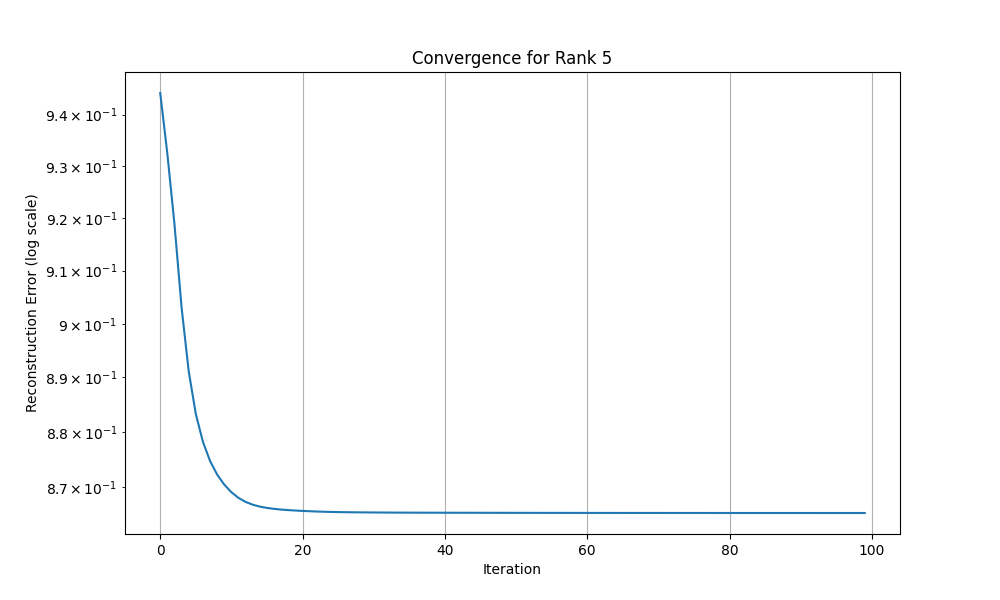 Convergence for Rank 5
Reconstruction Error (log scale)
9.4 × 10⁻¹
9.3 × 10⁻¹
9.2 × 10⁻¹
9.1 × 10⁻¹
9 × 10⁻¹
8.9 × 10⁻¹
8.8 × 10⁻¹
8.7 × 10⁻¹
0 20 40 60 80 100
Iteration